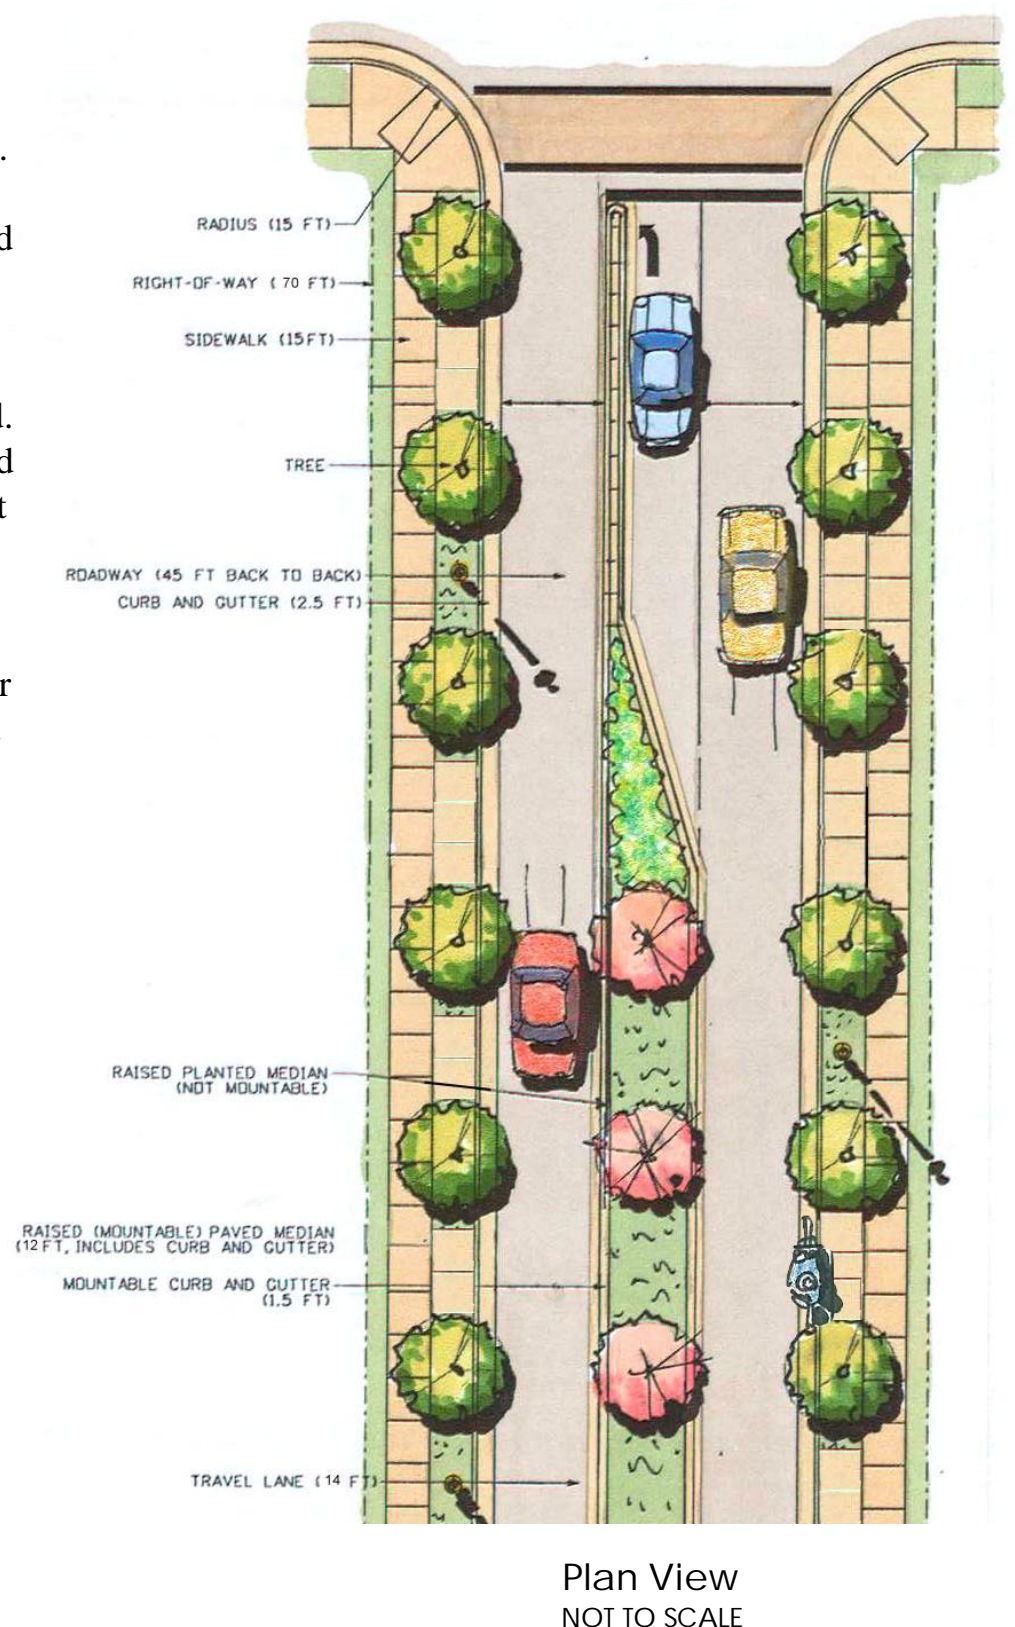 .
d
RADIUS (15 FT)
RIGHT-OF-WAY ( 70 FT)
SIDEWALK (15FT)
d.
d
TREE
t
ROADWAY (45 FT BACK TO BACK)
CURB AND GUTTER (2.5 FT)
r
RAISED PLANTED MEDIAN
(NOT MOUNTABLE)
RAISED (MOUNTABLE) PAVED MEDIAN
(12 FT, INCLUDES CURB AND GUTTER)
MOUNTABLE CURB AND GUTTER
(1.5 FT)
TRAVEL LANE ( 14 FT)
Plan View
NOT TO SCALE